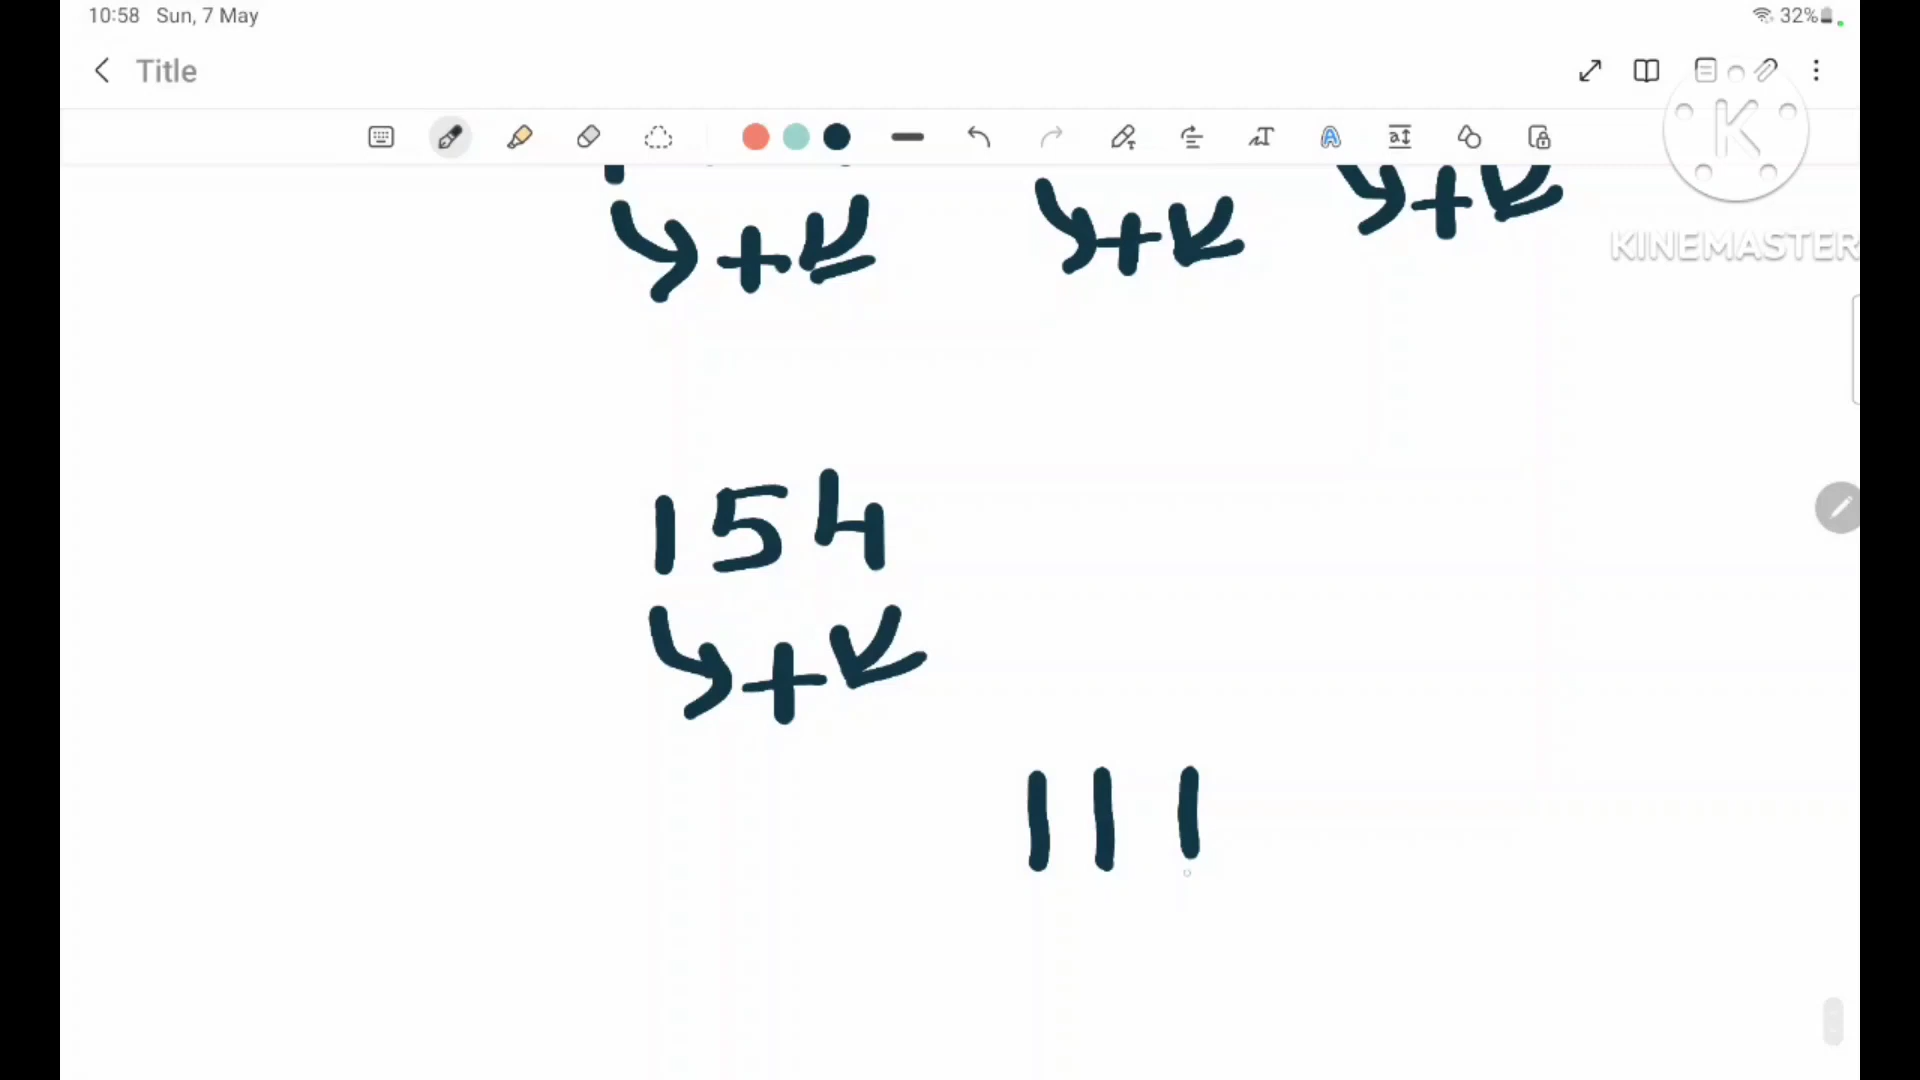 10:58 Sun, 7 May 32%
Title
K
KINEMASTER
+ + +
154
+
111